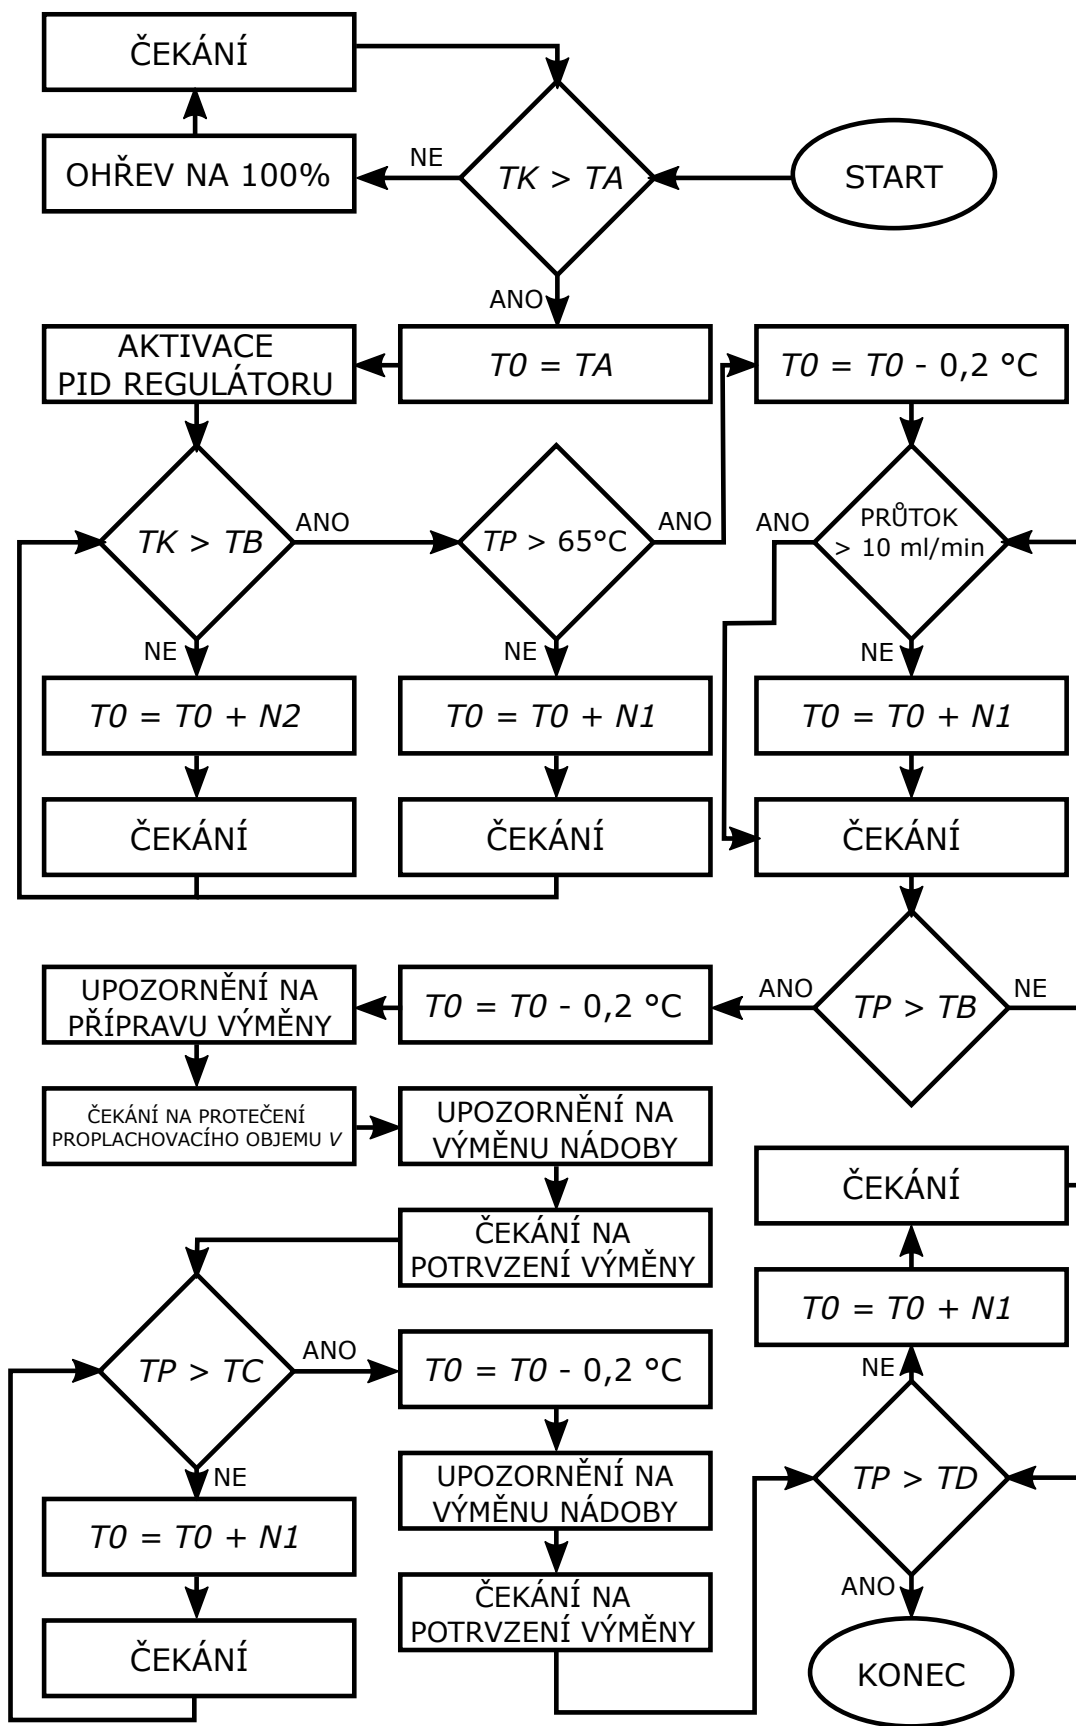 ČEKÁNÍ
OHŘEV NA 100%
NE
TK > TA
START
ANO
AKTIVACE
PID REGULÁTORU
T0 = TA
T0 = T0 - 0,2 °C
TK > TB
ANO
TP > 65°C
ANO
ANO
PRŮTOK
> 10 ml/min
NE
NE
NE
T0 = T0 + N2
T0 = T0 + N1
T0 = T0 + N1
ČEKÁNÍ
ČEKÁNÍ
ČEKÁNÍ
UPOZORNĚNÍ NA
PŘÍPRAVU VÝMĚNY
T0 = T0 - 0,2 °C
ANO
TP > TB
NE
ČEKÁNÍ NA PROTEČENÍ
PROPLACHOVACÍHO OBJEMU V
UPOZORNĚNÍ NA
VÝMĚNU NÁDOBY
ČEKÁNÍ NA
POTRVZENÍ VÝMĚNY
ČEKÁNÍ
T0 = T0 + N1
TP > TC
ANO
T0 = T0 - 0,2 °C
NE
NE
UPOZORNĚNÍ NA
VÝMĚNU NÁDOBY
TP > TD
T0 = T0 + N1
ČEKÁNÍ NA
POTRVZENÍ VÝMĚNY
ANO
ČEKÁNÍ
KONEC